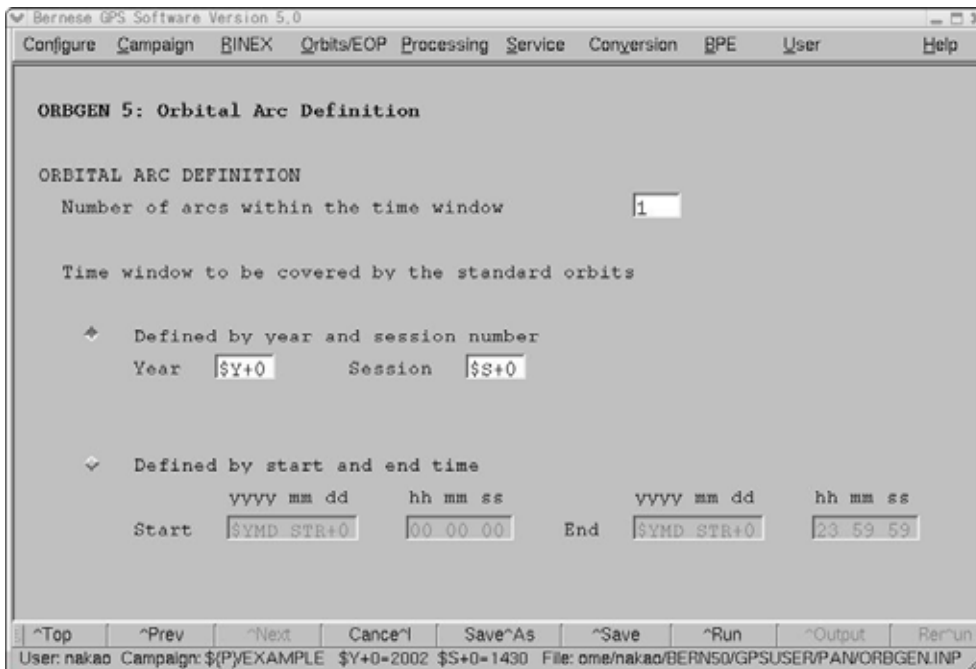 Bernese GPS Software Version 5.0
Configure Campaign RINEX Orbits/EOP Processing Service Conversion BPE User Help
ORBGEN 5: Orbital Arc Definition
ORBITAL ARC DEFINITION
Number of arcs within the time window 1
Time window to be covered by the standard orbits
Defined by year and session number
Year $Y+0 Session $S+0
Defined by start and end time
yyyy mm dd hh mm ss yyyy mm dd hh mm ss
Start $YMD_STR+0 00 00 00 End $YMD_STR+0 23 59 59
^Top ^Prev ^Next Cance^l Save^As ^Save ^Run ^Output Rer^un
User: nakao Campaign: ${P}/EXAMPLE $Y+0=2002 $S+0=1430 File: ome/nakao/BERN50/GPSUSER/PAN/ORBGEN.INP